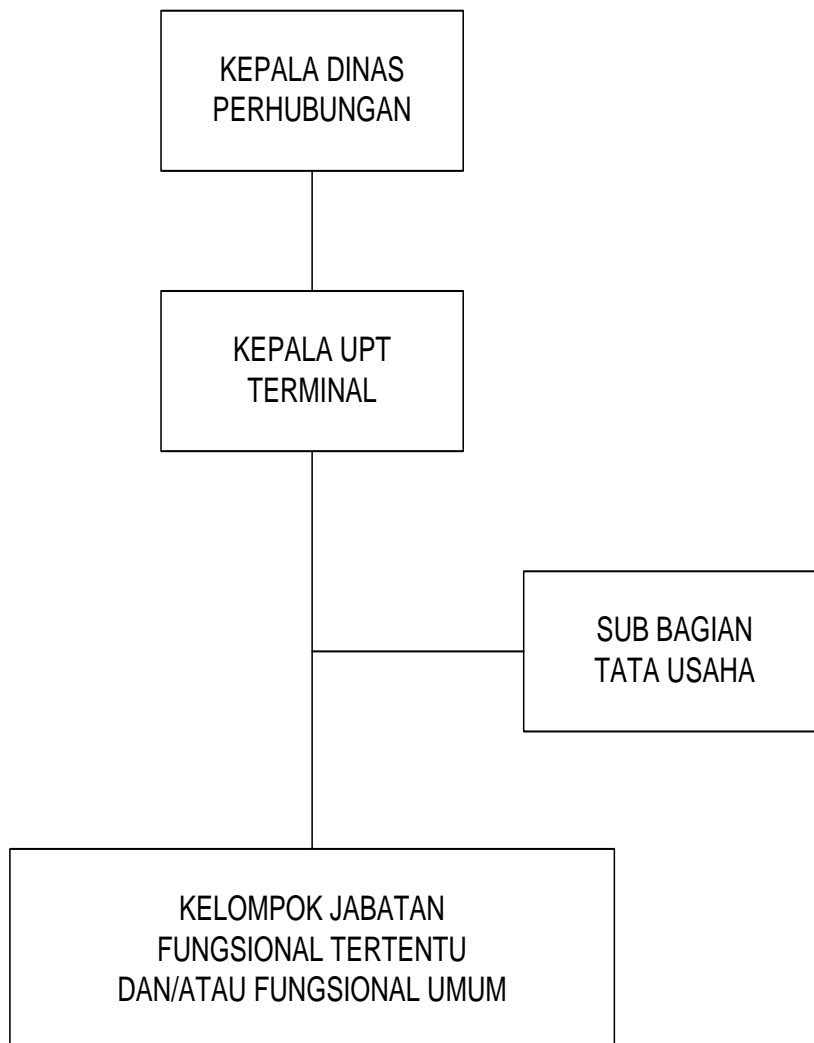 KEPALA DINAS
PERHUBUNGAN
KEPALA UPT
TERMINAL
SUB BAGIAN
TATA USAHA
KELOMPOK JABATAN
FUNGSIONAL TERTENTU
DAN/ATAU FUNGSIONAL UMUM